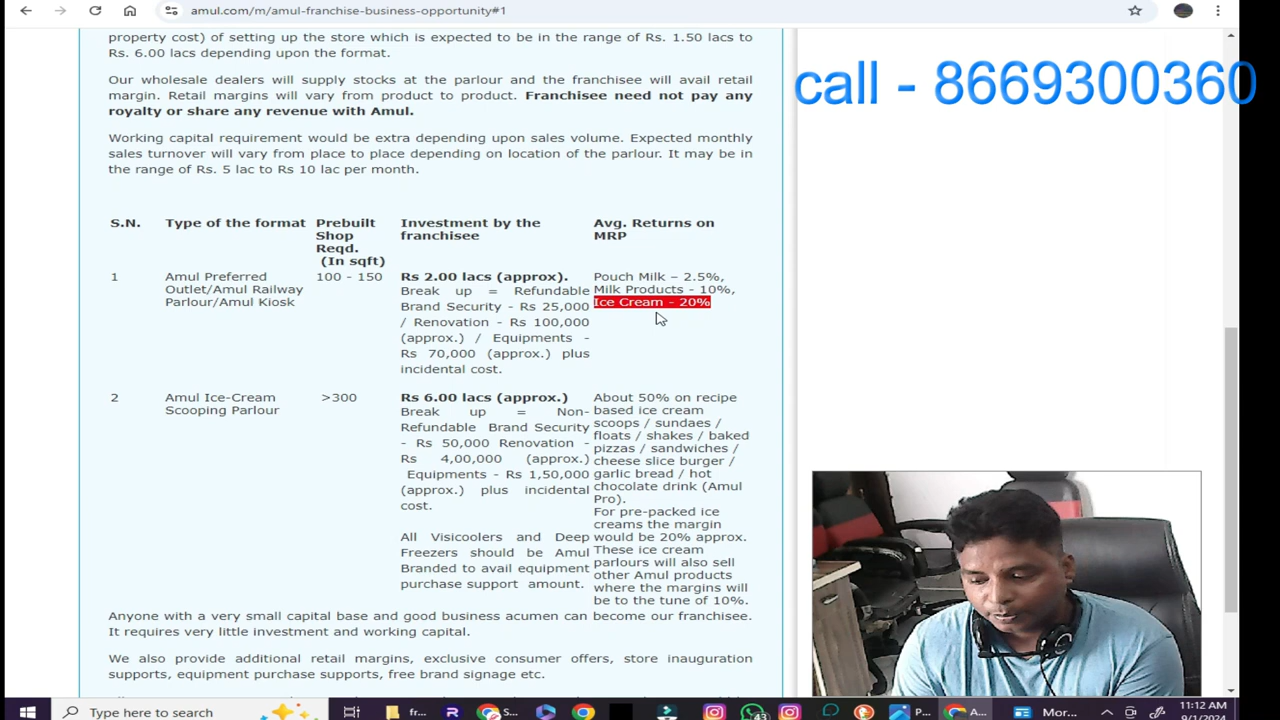 amul.com/m/amul-franchise-business-opportunity#1
call - 8669300360
property cost) of setting up the store which is expected to be in the range of Rs. 1.50 lacs to
Rs. 6.00 lacs depending upon the format.
Our wholesale dealers will supply stocks at the parlour and the franchisee will avail retail
margin. Retail margins will vary from product to product. Franchisee need not pay any
royalty or share any revenue with Amul.
Working capital requirement would be extra depending upon sales volume. Expected monthly
sales turnover will vary from place to place depending on location of the parlour. It may be in
the range of Rs. 5 lac to Rs 10 lac per month.
S.N.
Type of the format
Prebuilt
Shop
Reqd.
(In sqft)
Investment by the
franchisee
Avg. Returns on
MRP
1
Amul Preferred
Outlet/Amul Railway
Parlour/Amul Kiosk
100 - 150
Rs 2.00 lacs (approx).
Break up = Refundable
Brand Security - Rs 25,000
/ Renovation - Rs 100,000
(approx.) / Equipments -
Rs 70,000 (approx.) plus
incidental cost.
Pouch Milk – 2.5%,
Milk Products - 10%,
Ice Cream - 20%
2
Amul Ice-Cream
Scooping Parlour
>300
Rs 6.00 lacs (approx.)
Break up = Non-
Refundable Brand Security
- Rs 50,000 Renovation -
Rs 4,00,000 (approx.)
Equipments - Rs 1,50,000
(approx.) plus incidental
cost.
All Visicoolers and Deep
Freezers should be Amul
Branded to avail equipment
purchase support amount.
About 50% on recipe
based ice cream
scoops / sundaes /
floats / shakes / baked
pizzas / sandwiches /
cheese slice burger /
garlic bread / hot
chocolate drink (Amul
Pro).
For pre-packed ice
creams the margin
would be 20% approx.
These ice cream
parlours will also sell
other Amul products
where the margins will
be to the tune of 10%.
Anyone with a very small capital base and good business acumen can become our franchisee.
It requires very little investment and working capital.
We also provide additional retail margins, exclusive consumer offers, store inauguration
supports, equipment purchase supports, free brand signage etc.
Type here to search
fr...
S...
43
P...
A...
Mor...
11:12 AM